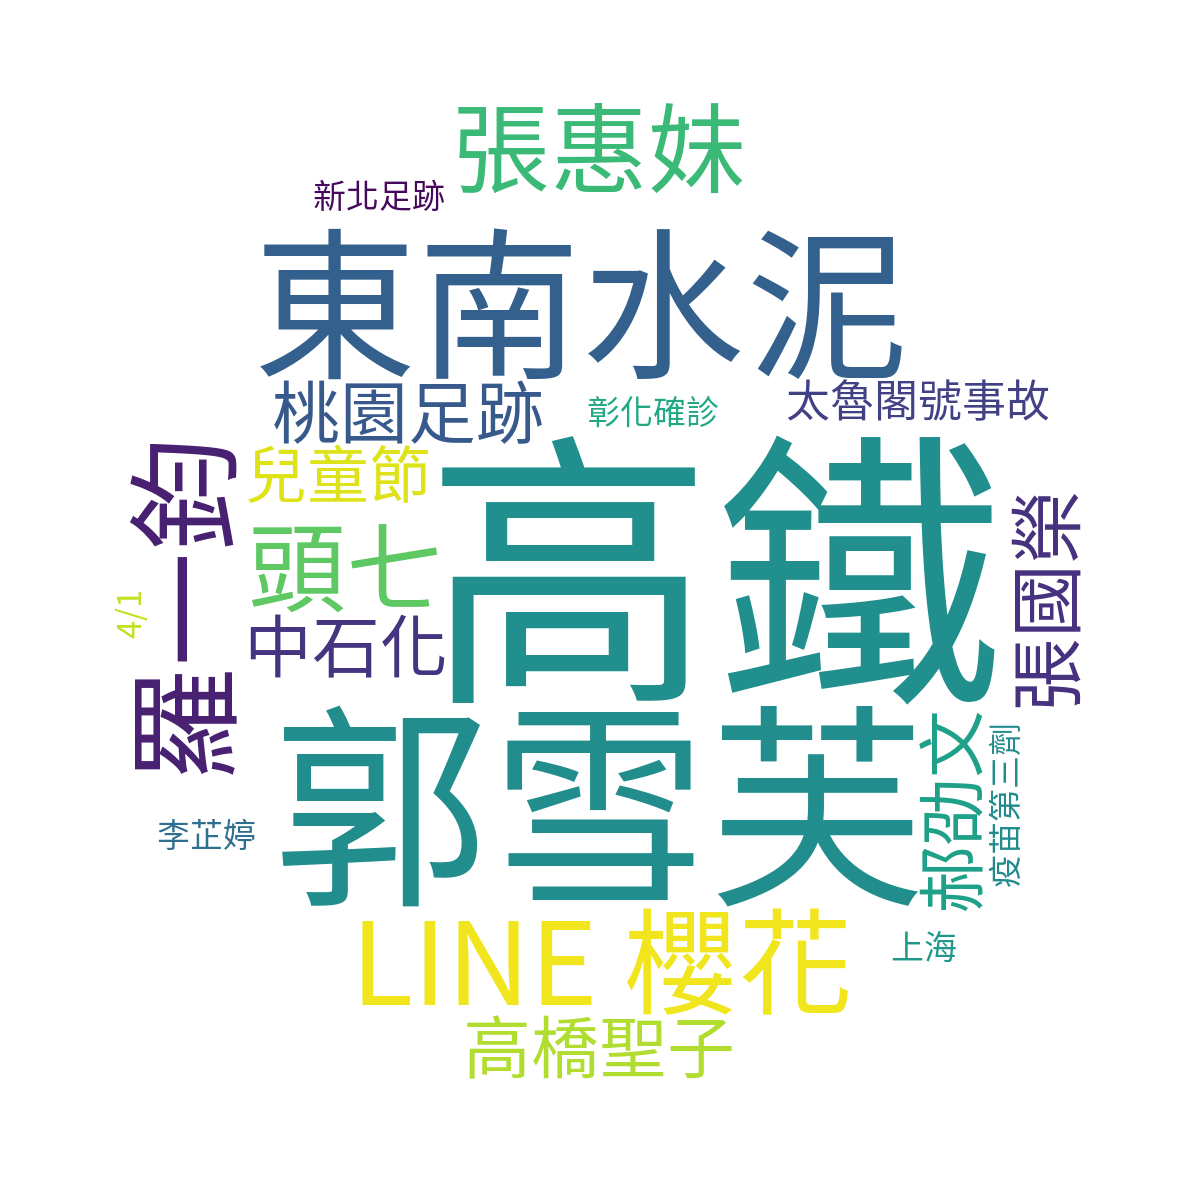 張惠妹
新北足跡
東南水泥
桃園足跡
彰化確診
太魯閣號事故
兒童節
高鐵
羅一鈞
頭七
張國榮
4/1
中石化
郭雪芙
郝劭文
疫苗第三劑
李芷婷
LINE 櫻花
上海
高橋聖子